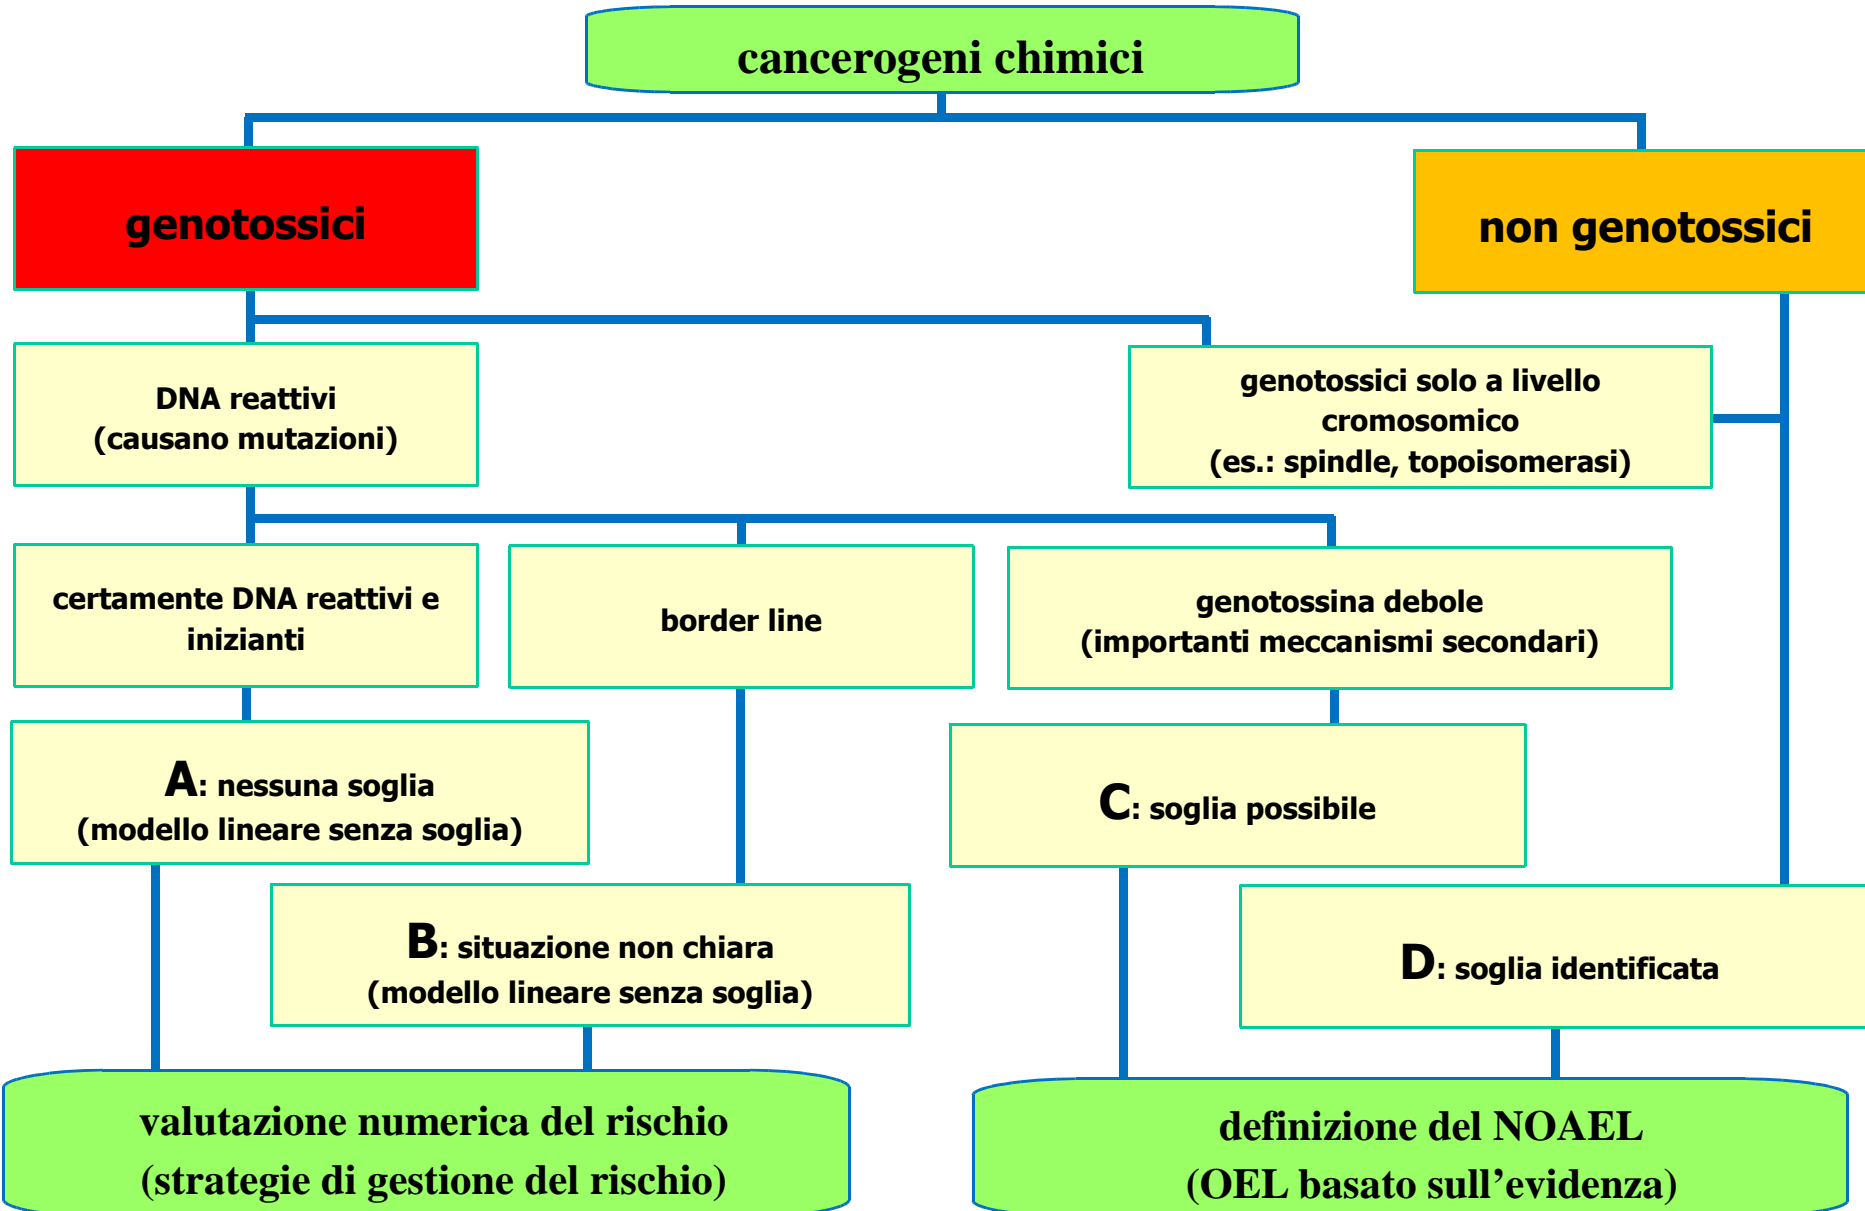 cancerogeni chimici
genotossici
non genotossici
DNA reattivi
(causano mutazioni)
genotossici solo a livello
cromosomico
(es.: spindle, topoisomerasi)
certamente DNA reattivi e
inizianti
border line
genotossina debole
(importanti meccanismi secondari)
A: nessuna soglia
(modello lineare senza soglia)
C: soglia possibile
B: situazione non chiara
(modello lineare senza soglia)
D: soglia identificata
valutazione numerica del rischio
(strategie di gestione del rischio)
definizione del NOAEL
(OEL basato sull’evidenza)